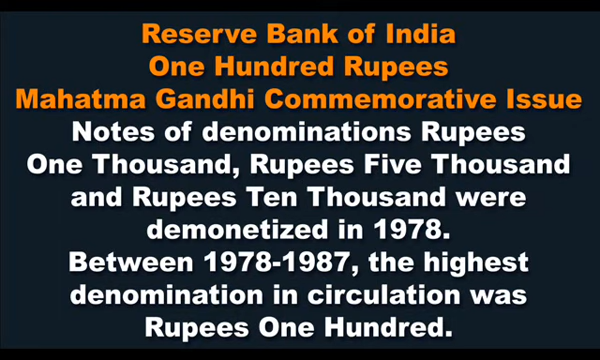 Reserve Bank of India
One Hundred Rupees
Mahatma Gandhi Commemorative Issue
Notes of denominations Rupees
One Thousand, Rupees Five Thousand
and Rupees Ten Thousand were
demonetized in 1978.
Between 1978-1987, the highest
denomination in circulation was
Rupees One Hundred.